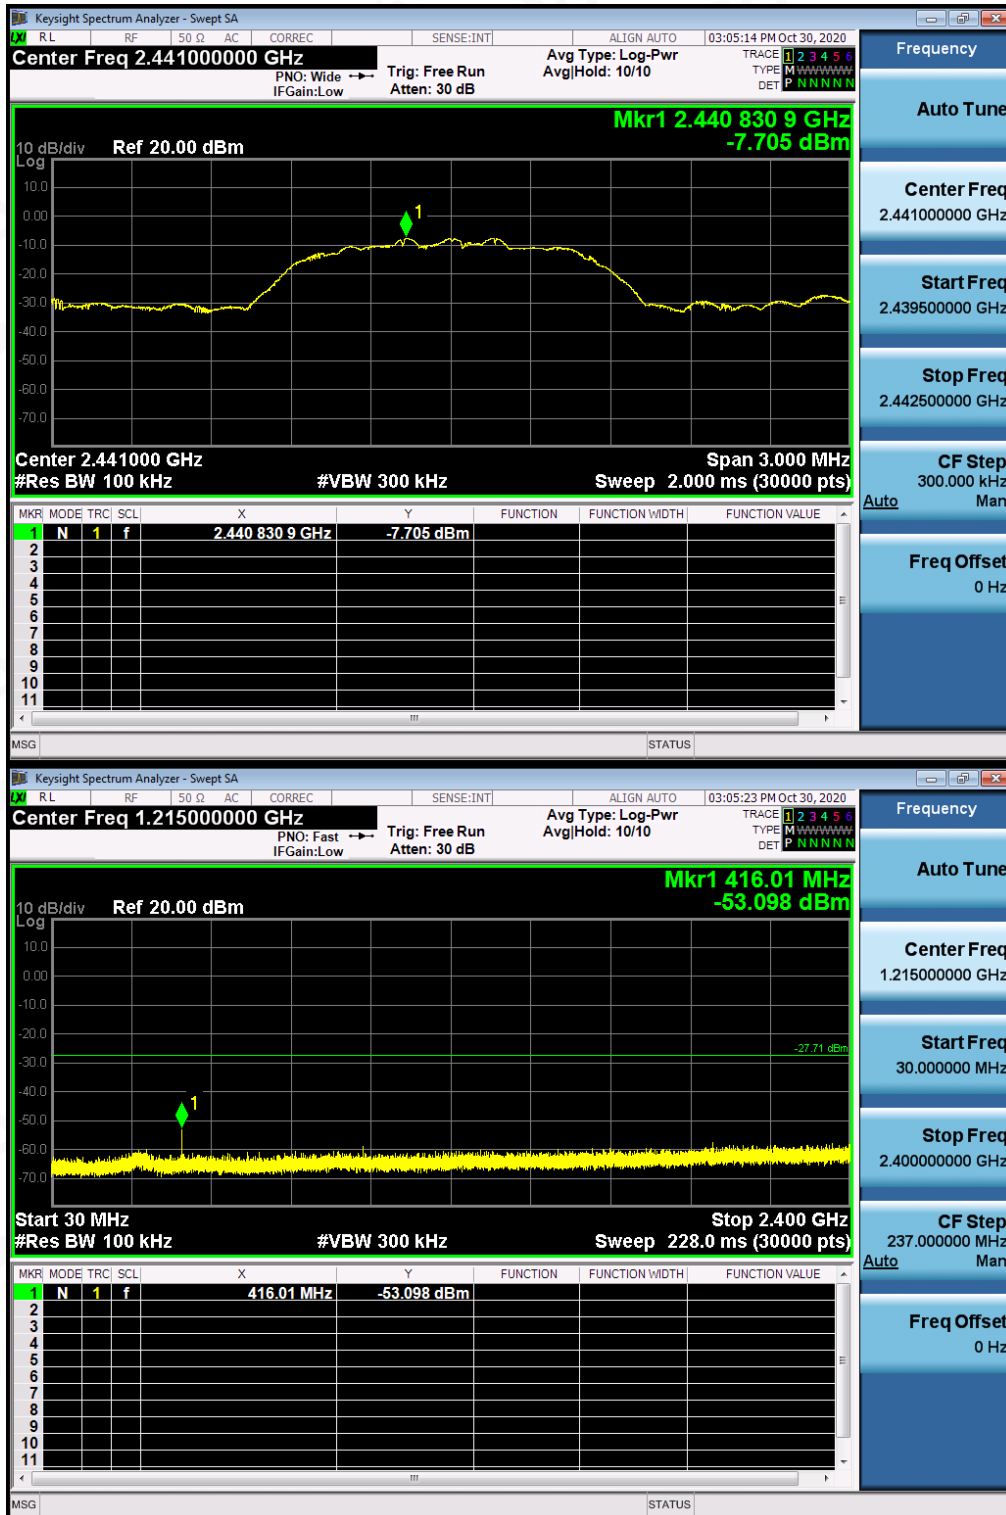 Keysight Spectrum Analyzer - Swept SA
LXI RL RF 50 Ω AC CORREC SENSE:INT ALIGN AUTO 03:05:14 PM Oct 30, 2020
Center Freq 2.441000000 GHz
PNO: Wide
IFGain:Low
Trig: Free Run
Atten: 30 dB
Avg Type: Log-Pwr
Avg|Hold: 10/10
TRACE 1 2 3 4 5 6
TYPE M WWWWW
DET P N N N N N
Mkr1 2.440 830 9 GHz
-7.705 dBm
10 dB/div Ref 20.00 dBm
Log
10.0
0.00
-10.0
-20.0
-30.0
-40.0
-50.0
-60.0
-70.0
1
Center 2.441000 GHz Span 3.000 MHz
#Res BW 100 kHz #VBW 300 kHz Sweep 2.000 ms (30000 pts)
MKR MODE TRC SCL X Y FUNCTION FUNCTION WIDTH FUNCTION VALUE
1 N 1 f 2.440 830 9 GHz -7.705 dBm
2
3
4
5
6
7
8
9
10
11
MSG STATUS
Frequency
Auto Tune
Center Freq
2.441000000 GHz
Start Freq
2.439500000 GHz
Stop Freq
2.442500000 GHz
CF Step
300.000 kHz
Auto Man
Freq Offset
0 Hz
Keysight Spectrum Analyzer - Swept SA
LXI RL RF 50 Ω AC CORREC SENSE:INT ALIGN AUTO 03:05:23 PM Oct 30, 2020
Center Freq 1.215000000 GHz
PNO: Fast
IFGain:Low
Trig: Free Run
Atten: 30 dB
Avg Type: Log-Pwr
Avg|Hold: 10/10
TRACE 1 2 3 4 5 6
TYPE M WWWWW
DET P N N N N N
Mkr1 416.01 MHz
-53.098 dBm
10 dB/div Ref 20.00 dBm
Log
10.0
0.00
-10.0
-20.0
-30.0
-40.0
-50.0
-60.0
-70.0
-27.71 dBm
1
Start 30 MHz Stop 2.400 GHz
#Res BW 100 kHz #VBW 300 kHz Sweep 228.0 ms (30000 pts)
MKR MODE TRC SCL X Y FUNCTION FUNCTION WIDTH FUNCTION VALUE
1 N 1 f 416.01 MHz -53.098 dBm
2
3
4
5
6
7
8
9
10
11
MSG STATUS
Frequency
Auto Tune
Center Freq
1.215000000 GHz
Start Freq
30.000000 MHz
Stop Freq
2.400000000 GHz
CF Step
237.000000 MHz
Auto Man
Freq Offset
0 Hz